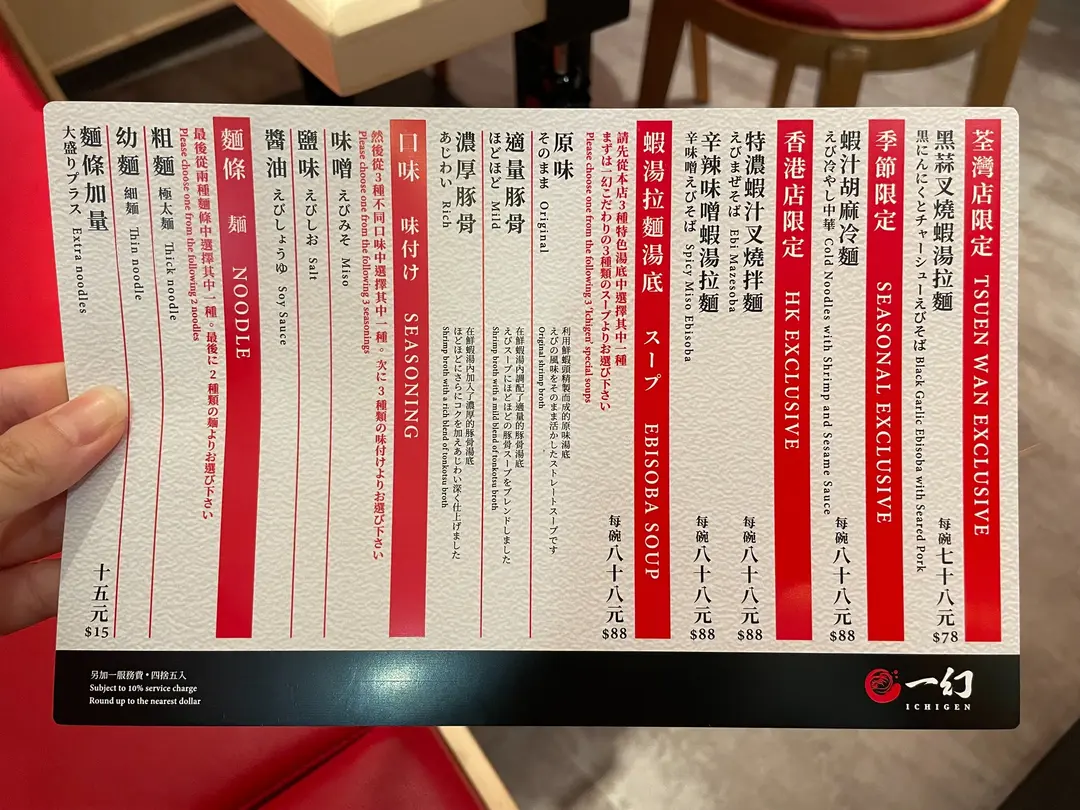 荃灣店限定 TSUEN WAN EXCLUSIVE
黑蒜叉燒蝦湯拉麵
黒にんにくとチャーシューえびそば Black Garlic Ebisoba with Seared Pork
每碗七十八元
$78
季節限定 SEASONAL EXCLUSIVE
蝦汁胡麻冷麵
えび冷やし中華 Cold Noodles with Shrimp and Sesame Sauce
每碗八十八元
$88
香港店限定 HK EXCLUSIVE
特濃蝦汁叉燒拌麵
えびまぜそば Ebi Mazesoba
每碗八十八元
$88
辛辣味噌蝦湯拉麵
辛味噌えびそば Spicy Miso Ebisoba
每碗八十八元
$88
蝦湯拉麵湯底 スープ EBISOBA SOUP
請先從本店3種特色湯底中選擇其中一種
まずは一幻こだわりの3種類のスープよりお選び下さい
Please choose one from the following 3 'Ichigen' special soups
每碗八十八元
$88
原味
そのまま Original
利用鮮蝦頭精製而成的原味湯底
えびの風味をそのまま活かしたストレートスープです
Original shrimp broth
適量豚骨
ほどほど Mild
在鮮蝦湯內調配了適量的豚骨湯底
えびスープにほどほどの豚骨スープをブレンドしました
Shrimp broth with a mild blend of tonkotsu broth
濃厚豚骨
あじわい Rich
在鮮蝦湯內加入了濃厚的豚骨湯底
ほどほどにさらにコクを加えあじわい深く仕上げました
Shrimp broth with a rich blend of tonkotsu broth
口味 味付け SEASONING
然後從3種不同口味中選擇其中一種。次に3種類の味付けよりお選び下さい
Please choose one from the following 3 seasonings
味噌 えびみそ Miso
鹽味 えびしお Salt
醬油 えびしょうゆ Soy Sauce
麵條 麺 NOODLE
最後從兩種麵條中選擇其中一種。最後に2種類の麺よりお選び下さい
Please choose one from the following 2 noodles
粗麵 極太麺 Thick noodle
幼麵 細麺 Thin noodle
麵條加量
大盛りプラス Extra noodles
十五元
$15
另加一服務費・四捨五入
Subject to 10% service charge
Round up to the nearest dollar
一幻
ICHIGEN